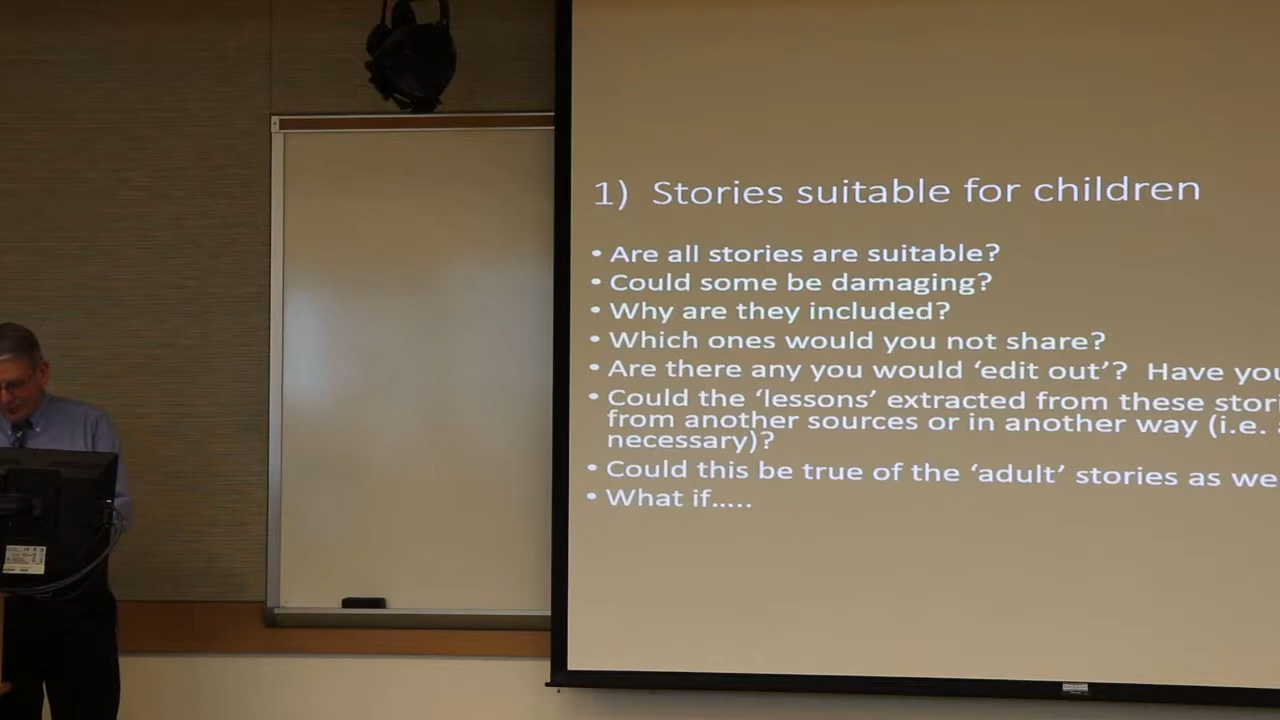 1) Stories suitable for children
• Are all stories are suitable?
• Could some be damaging?
• Why are they included?
• Which ones would you not share?
• Are there any you would ‘edit out’? Have you
• Could the ‘lessons’ extracted from these stori
from another sources or in another way (i.e.
necessary)?
• Could this be true of the ‘adult’ stories as we
• What if.....